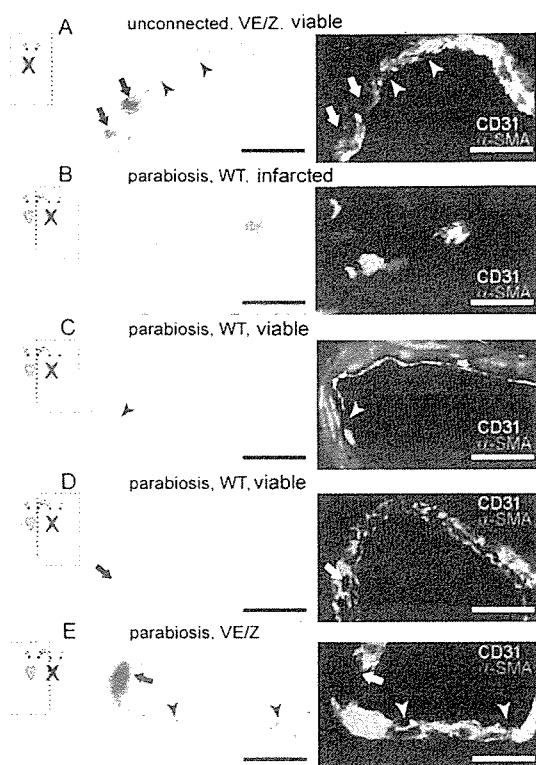 A unconnected, VE/Z, viable
CD31
α-SMA
B parabiosis, WT, infarcted
CD31
α-SMA
C parabiosis, WT, viable
CD31
α-SMA
D parabiosis, WT, viable
CD31
α-SMA
E parabiosis, VE/Z
CD31
α-SMA